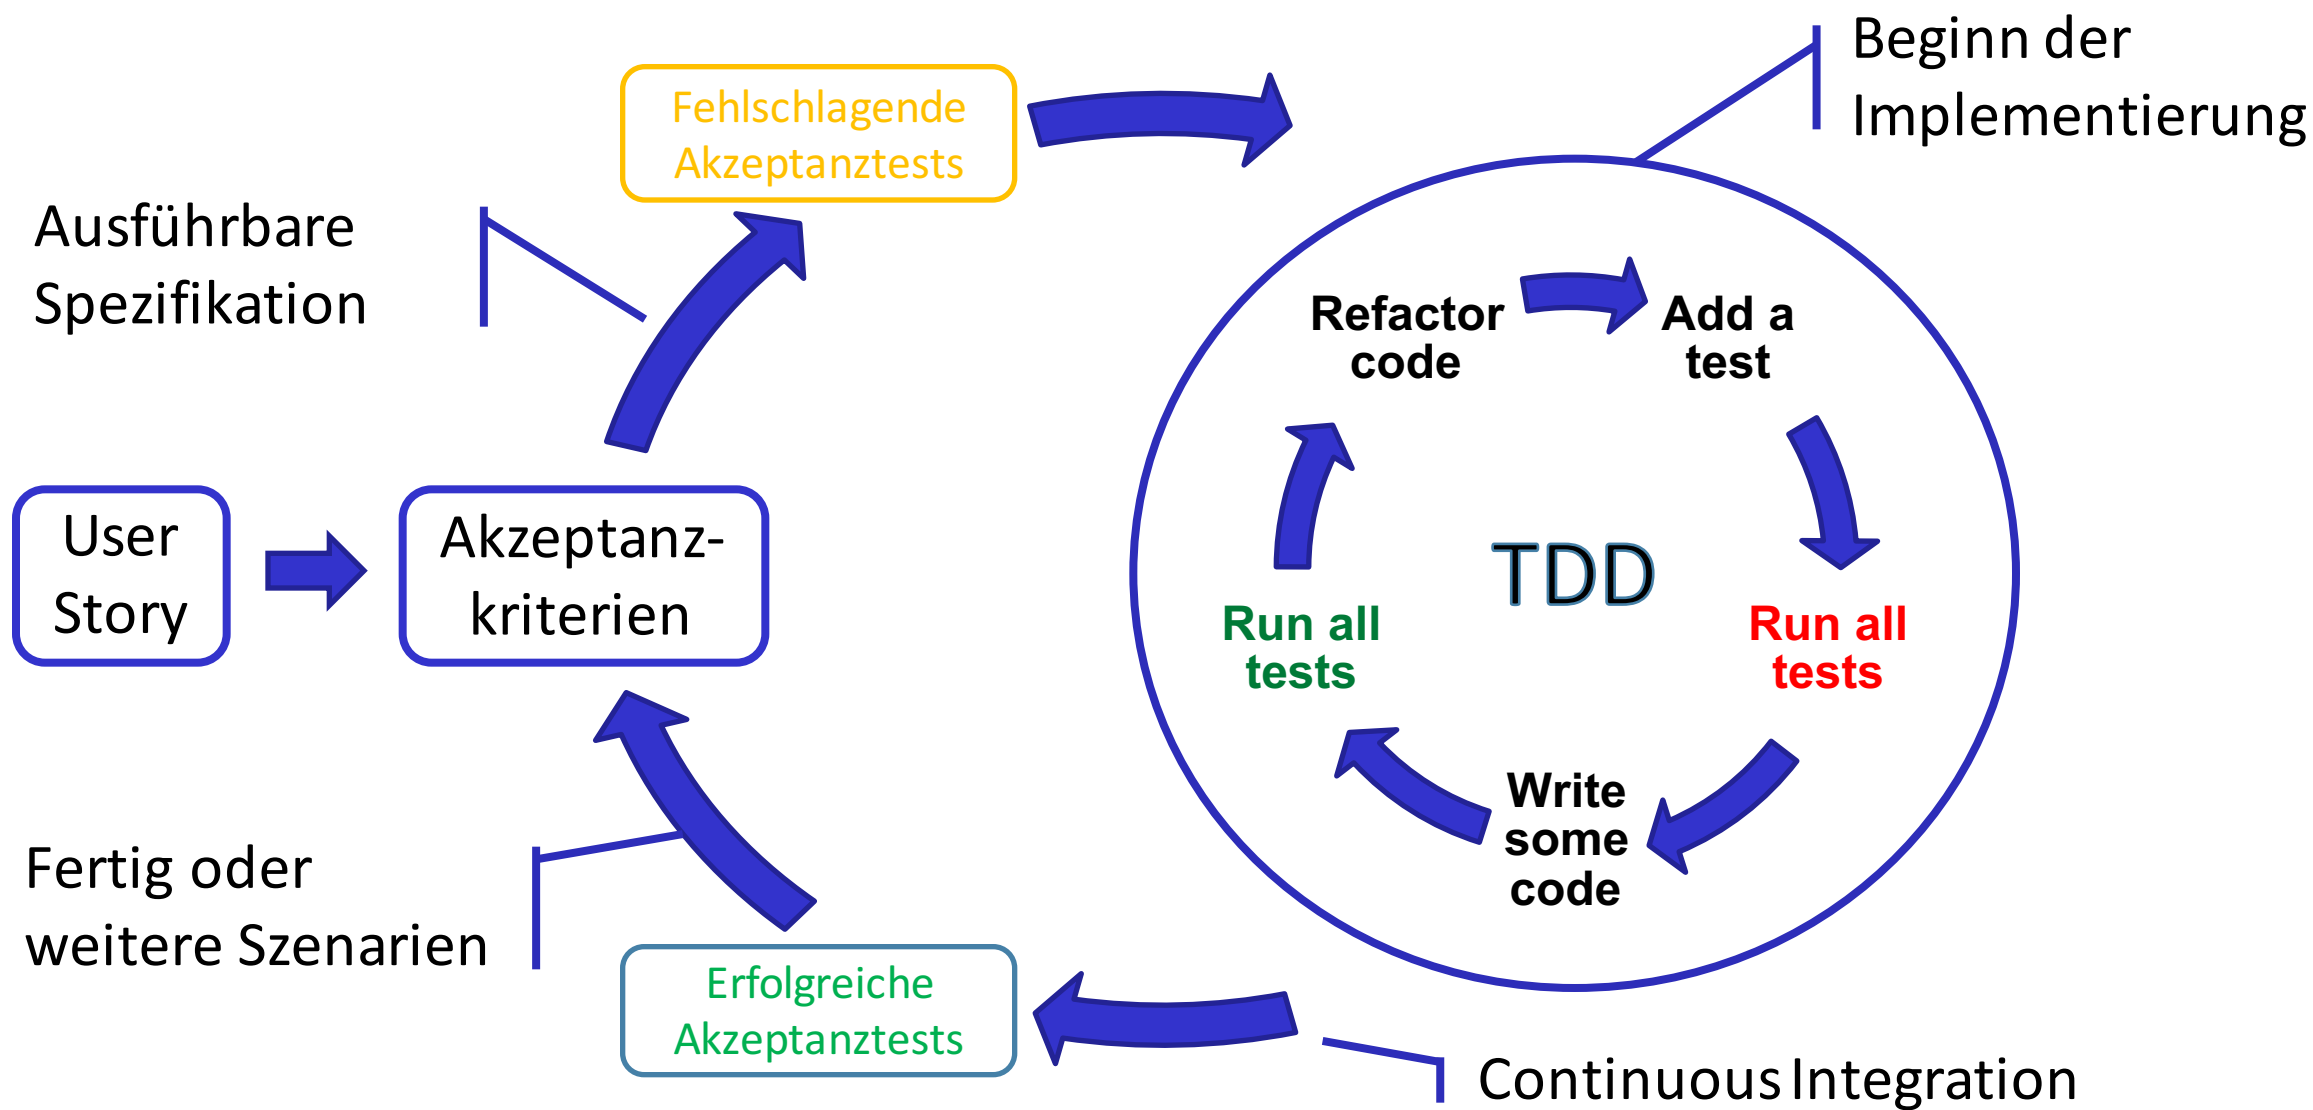 Beginn der
Implementierung
Fehlschlagende
Akzeptanztests
Ausführbare
Spezifikation
Refactor
code
Add a
test
User
Story
Akzeptanz-
kriterien
TDD
Run all
tests
Run all
tests
Write
some
code
Fertig oder
weitere Szenarien
Erfolgreiche
Akzeptanztests
Continuous Integration